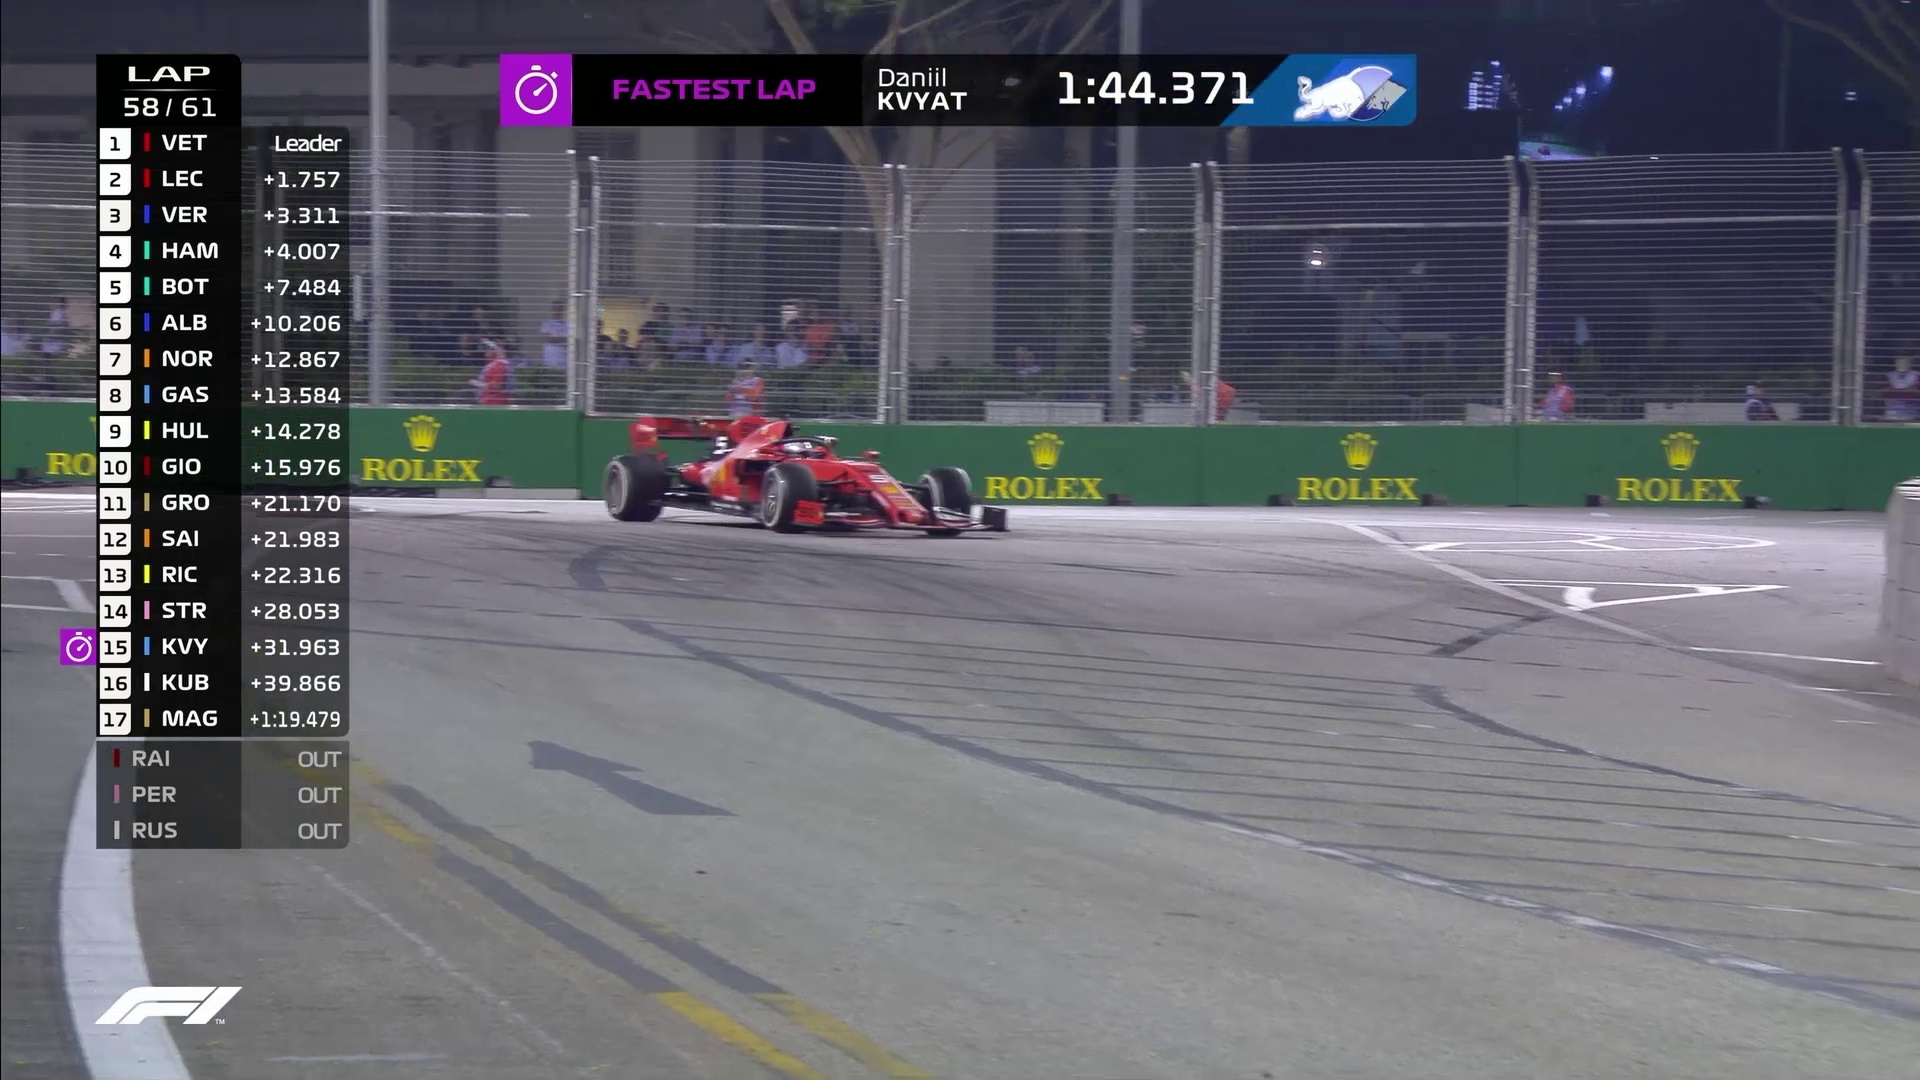 LAP
58 / 61
1 VET Leader
2 LEC +1.757
3 VER +3.311
4 HAM +4.007
5 BOT +7.484
6 ALB +10.206
7 NOR +12.867
8 GAS +13.584
9 HUL +14.278
10 GIO +15.976
11 GRO +21.170
12 SAI +21.983
13 RIC +22.316
14 STR +28.053
15 KVY +31.963
16 KUB +39.866
17 MAG +1:19.479
RAI OUT
PER OUT
RUS OUT
FASTEST LAP
Daniil
KVYAT
1:44.371
RO
ROLEX
ROLEX
ROLEX
ROLEX
5
F1
TM